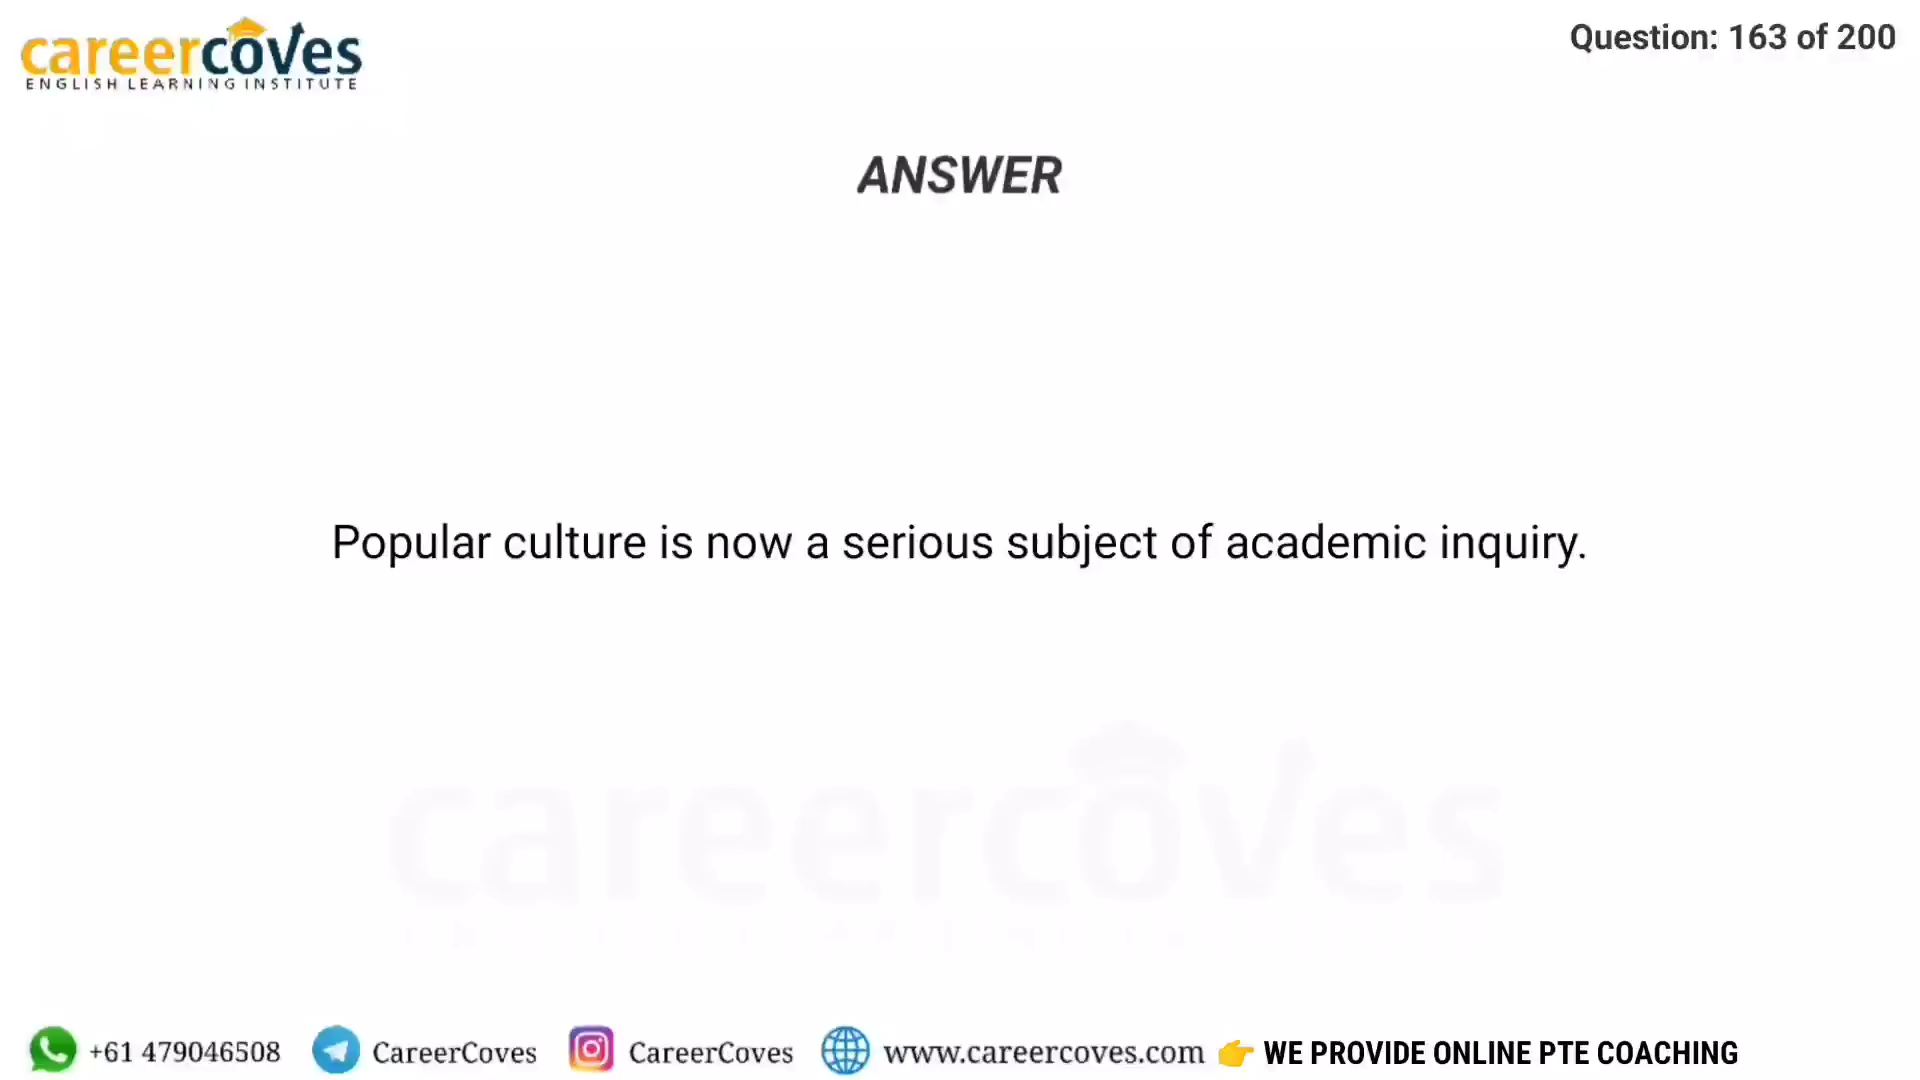 careercoves
ENGLISH LEARNING INSTITUTE
Question: 163 of 200
ANSWER
Popular culture is now a serious subject of academic inquiry.
careercoves
+61 479046508 CareerCoves CareerCoves www.careercoves.com 👉 WE PROVIDE ONLINE PTE COACHING